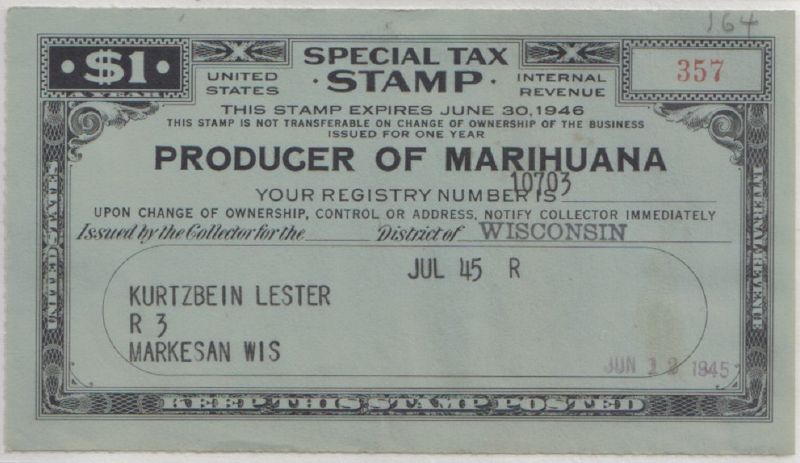 164
$1
A YEAR
UNITED STATES
SPECIAL TAX
STAMP
INTERNAL REVENUE
357
THIS STAMP EXPIRES JUNE 30, 1946
THIS STAMP IS NOT TRANSFERABLE ON CHANGE OF OWNERSHIP OF THE BUSINESS
ISSUED FOR ONE YEAR
PRODUCER OF MARIHUANA
YOUR REGISTRY NUMBER IS 10703
UPON CHANGE OF OWNERSHIP, CONTROL OR ADDRESS, NOTIFY COLLECTOR IMMEDIATELY
Issued by the Collector for the District of WISCONSIN
JUL 45 R
KURTZBEIN LESTER
R 3
MARKESAN WIS
JUN 1945
UNITED STATES
INTERNAL REVENUE
KEEP THIS STAMP POSTED